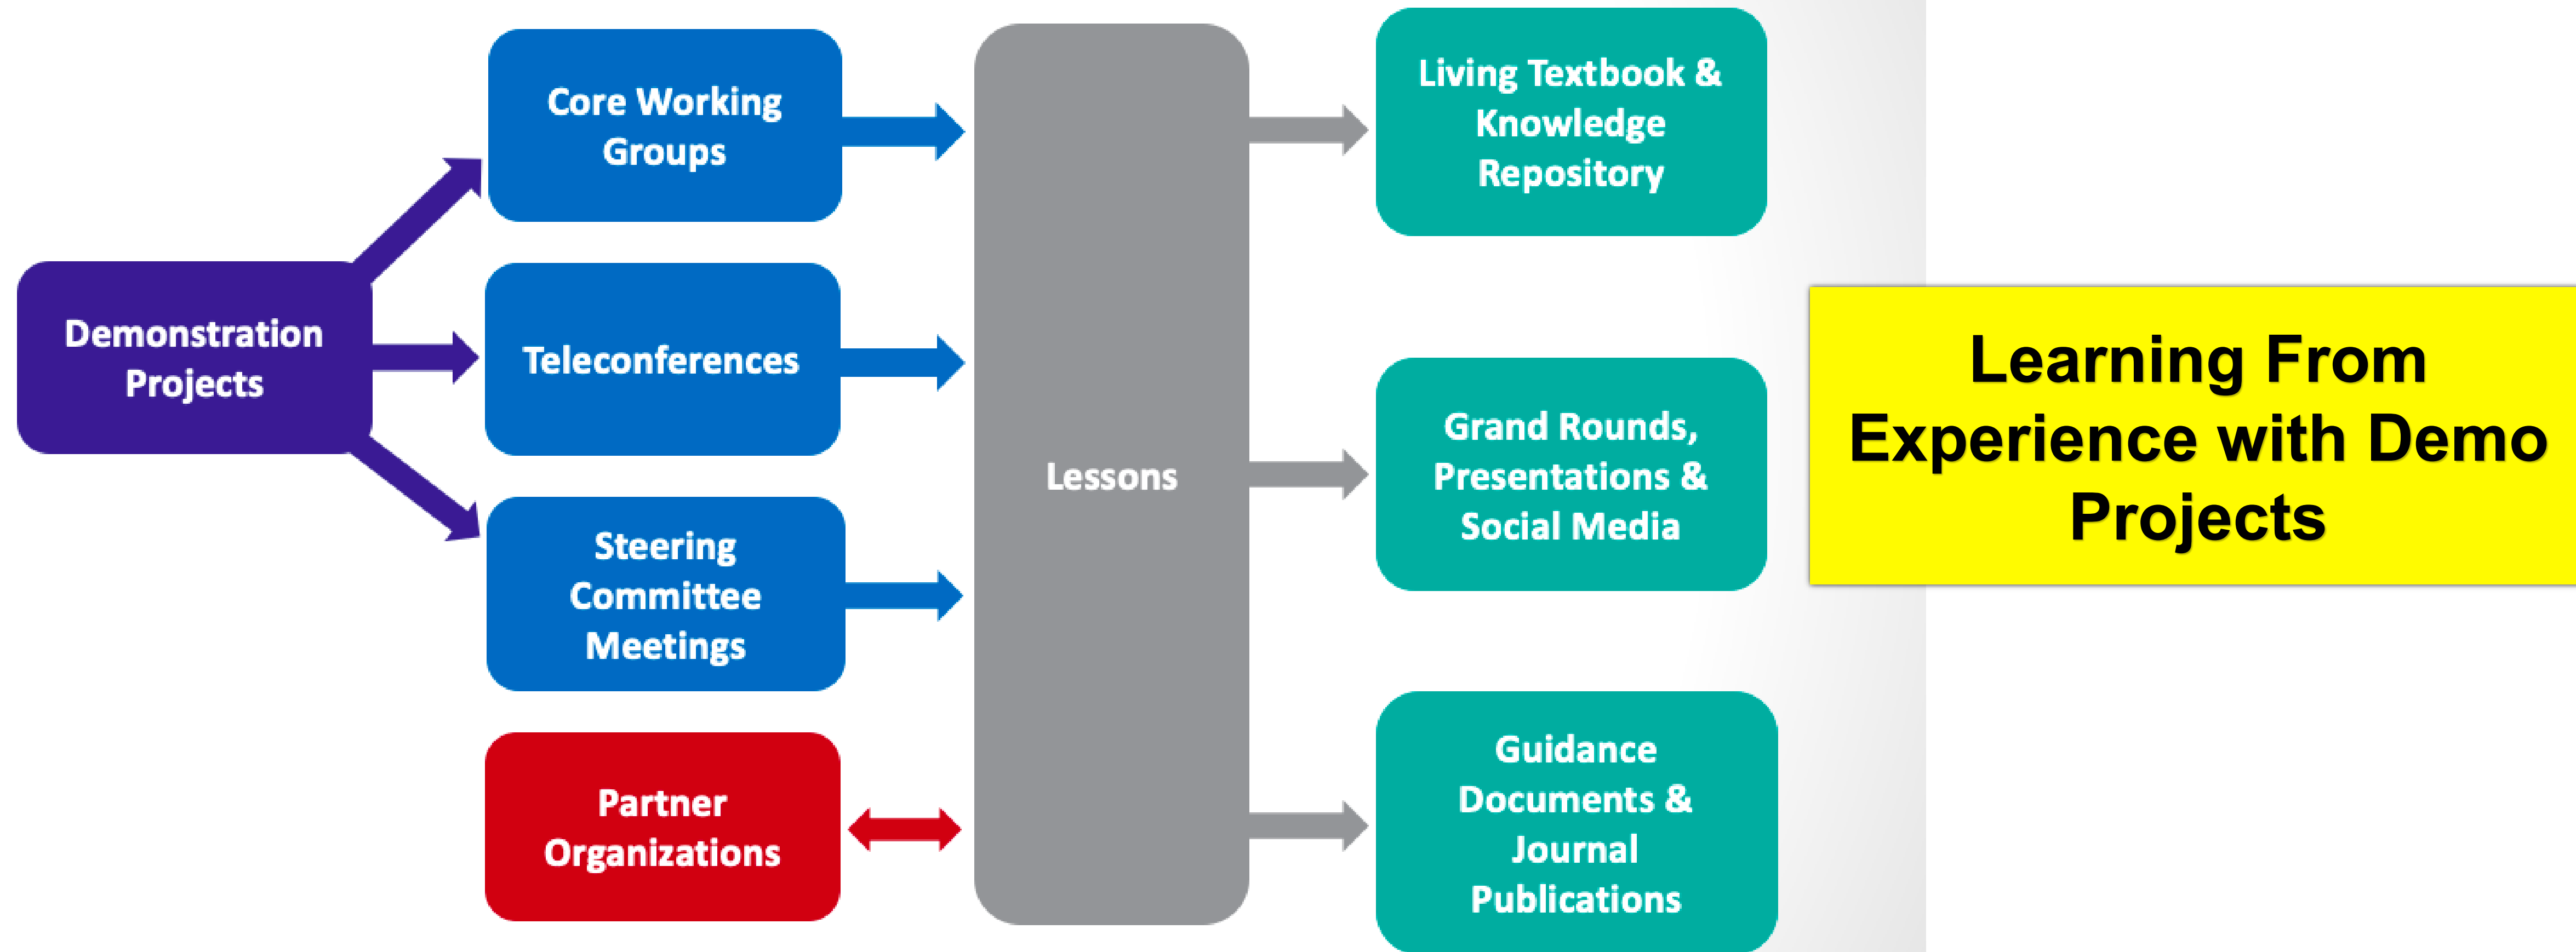 Demonstration
Projects
Core Working
Groups
Teleconferences
Steering
Committee
Meetings
Partner
Organizations
Lessons
Living Textbook &
Knowledge
Repository
Grand Rounds,
Presentations &
Social Media
Guidance
Documents &
Journal
Publications
Learning From
Experience with Demo
Projects